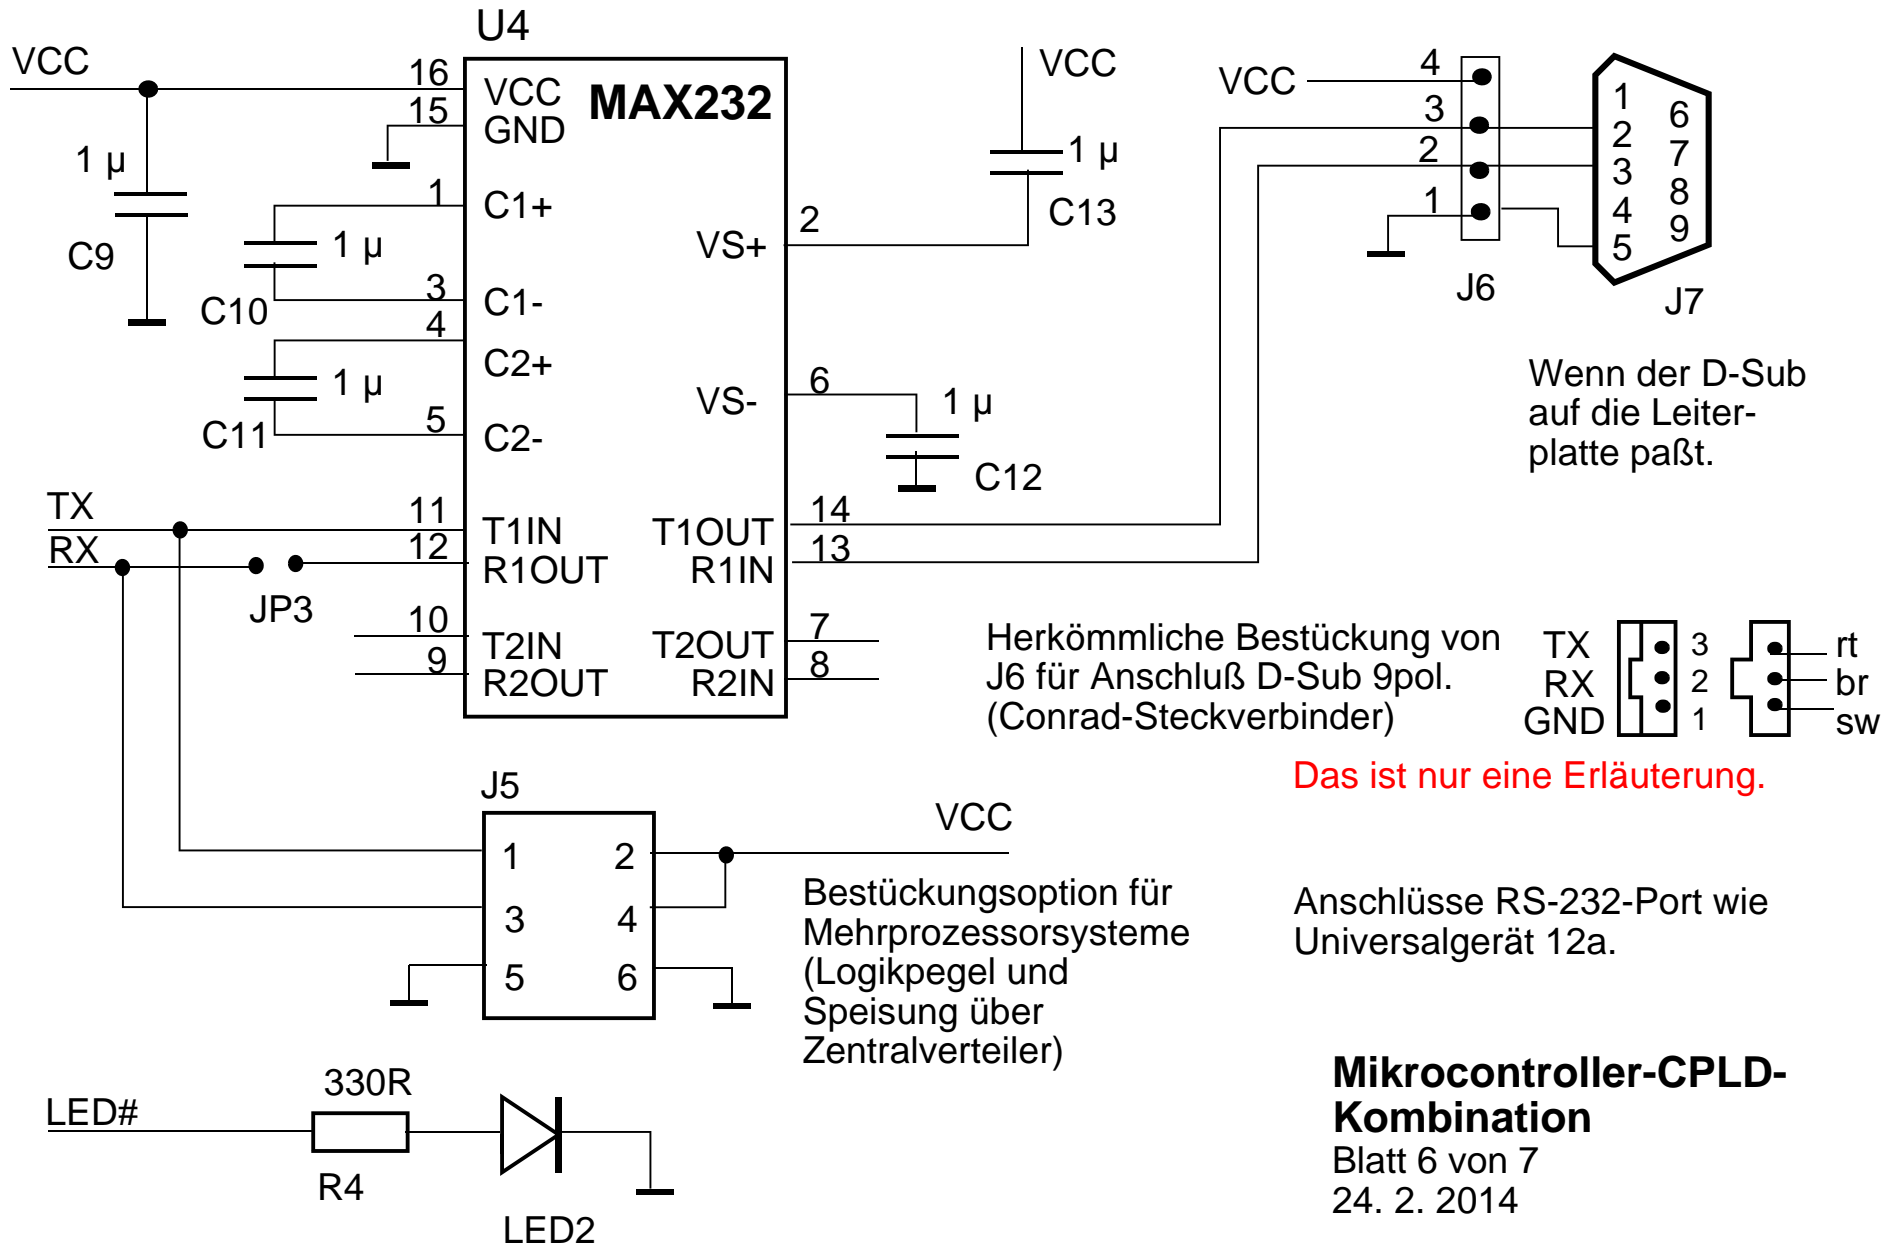 U4
VCC
16
VCC
MAX232
15
GND
1 µ
C9
1
C1+
1 µ
C10
3
C1-
4
C2+
1 µ
C11
5
C2-
VS+
2
VCC
1 µ
C13
VS-
6
1 µ
C12
TX
11
T1IN
T1OUT
14
RX
12
R1OUT
R1IN
13
JP3
10
T2IN
T2OUT
7
9
R2OUT
R2IN
8
VCC
4
3
2
1
J6
1
2
3
4
5
6
7
8
9
J7
Wenn der D-Sub
auf die Leiter-
platte paßt.
Herkömmliche Bestückung von
J6 für Anschluß D-Sub 9pol.
(Conrad-Steckverbinder)
TX 3 rt
RX 2 br
GND 1 sw
Das ist nur eine Erläuterung.
J5
1 2
3 4
5 6
VCC
Bestückungsoption für
Mehrprozessorsysteme
(Logikpegel und
Speisung über
Zentralverteiler)
Anschlüsse RS-232-Port wie
Universalgerät 12a.
LED#
330R
R4
LED2
Mikrocontroller-CPLD-
Kombination
Blatt 6 von 7
24. 2. 2014